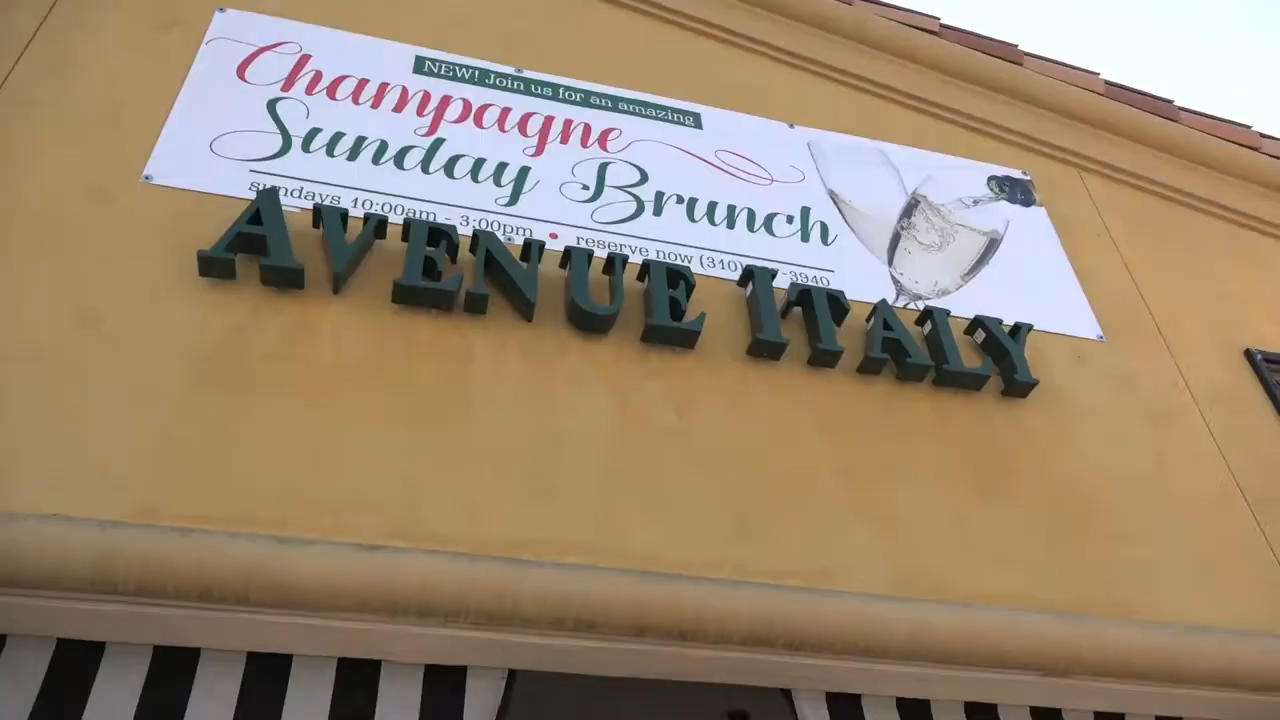 NEW! Join us for an amazing
Champagne
Sunday Brunch
sundays 10:00am - 3:00pm • reserve now (310) -3940
AVENUE ITALY